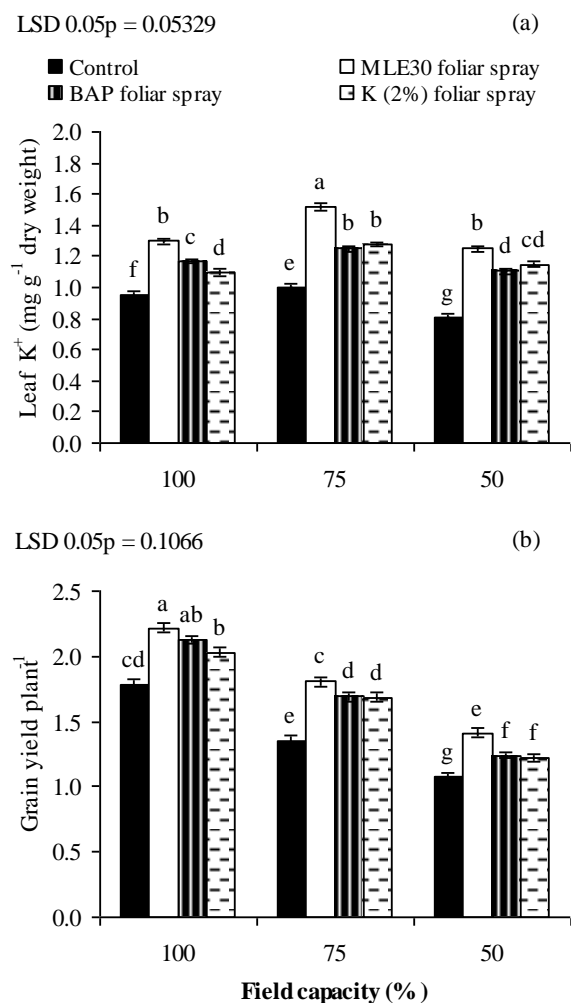 LSD 0.05p = 0.05329 (a)
Control MLE30 foliar spray
BAP foliar spray K (2%) foliar spray
Leaf K⁺ (mg g⁻¹ dry weight)
2.0
1.8
1.6
1.4
1.2
1.0
0.8
0.6
0.4
0.2
0.0
f b c d
e a b b
g b d cd
100 75 50
LSD 0.05p = 0.1066 (b)
Grain yield plant⁻¹
2.5
2.0
1.5
1.0
0.5
0.0
cd a ab b
e c d d
g e f f
100 75 50
Field capacity (%)